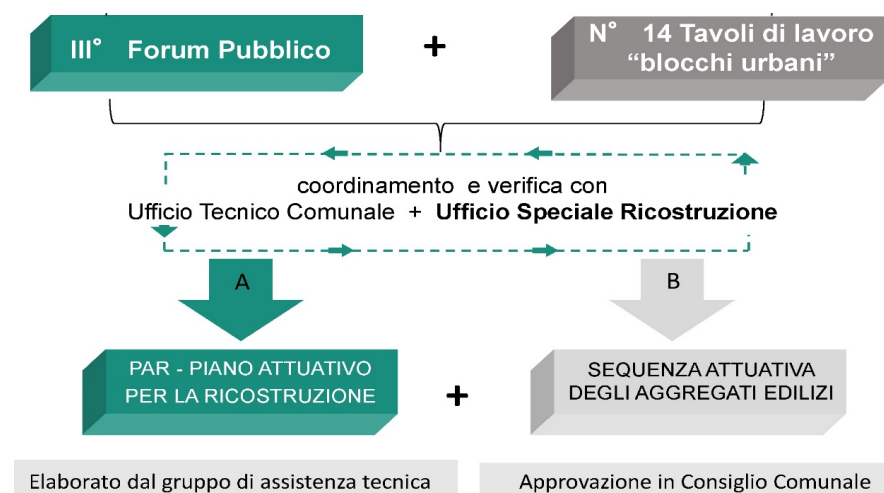 III° Forum Pubblico
+
N° 14 Tavoli di lavoro
“blocchi urbani”
coordinamento e verifica con
Ufficio Tecnico Comunale + Ufficio Speciale Ricostruzione
A
B
PAR - PIANO ATTUATIVO
PER LA RICOSTRUZIONE
+
SEQUENZA ATTUATIVA
DEGLI AGGREGATI EDILIZI
Elaborato dal gruppo di assistenza tecnica
Approvazione in Consiglio Comunale